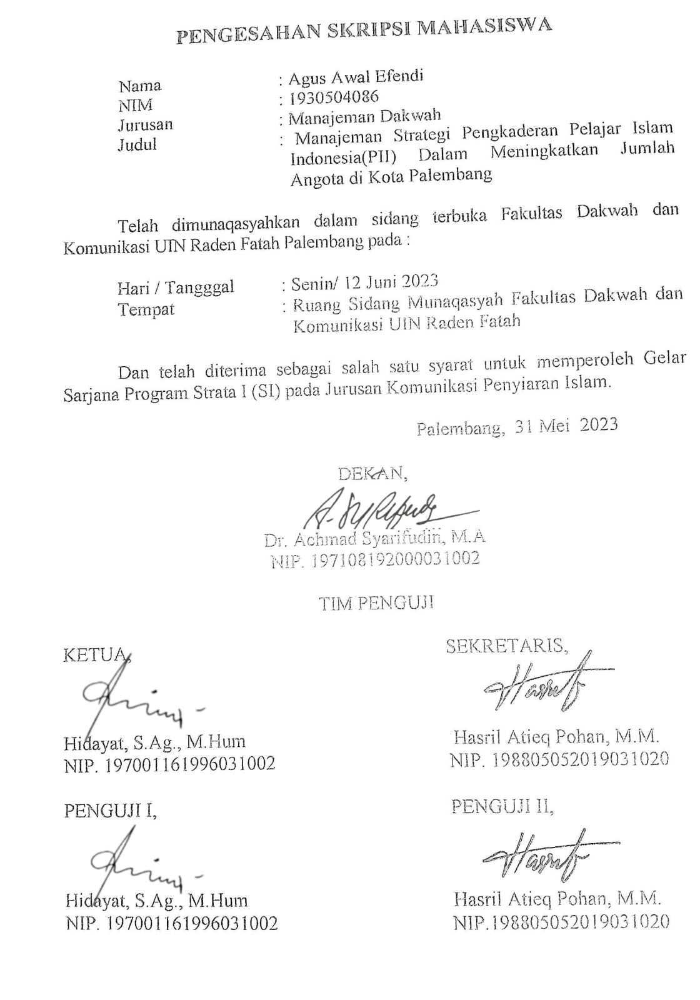 PENGESAHAN SKRIPSI MAHASISWA
Nama : Agus Awal Efendi
NIM : 1930504086
Jurusan : Manajeman Dakwah
Judul : Manajeman Strategi Pengkaderan Pelajar Islam
Indonesia(PII) Dalam Meningkatkan Jumlah
Angota di Kota Palembang
Telah dimunaqasyahkan dalam sidang terbuka Fakultas Dakwah dan
Komunikasi UIN Raden Fatah Palembang pada :
Hari / Tangggal : Senin/ 12 Juni 2023
Tempat : Ruang Sidang Munaqasyah Fakultas Dakwah dan
Komunikasi UIN Raden Fatah
Dan telah diterima sebagai salah satu syarat untuk memperoleh Gelar
Sarjana Program Strata I (SI) pada Jurusan Komunikasi Penyiaran Islam.
Palembang, 31 Mei 2023
DEKAN,
Dr. Achmad Syarifudin, M.A
NIP. 197108192000031002
TIM PENGUJI
KETUA, SEKRETARIS,
Hidayat, S.Ag., M.Hum Hasril Atieq Pohan, M.M.
NIP. 197001161996031002 NIP. 198805052019031020
PENGUJI I, PENGUJI II,
Hidayat, S.Ag., M.Hum Hasril Atieq Pohan, M.M.
NIP. 197001161996031002 NIP.198805052019031020